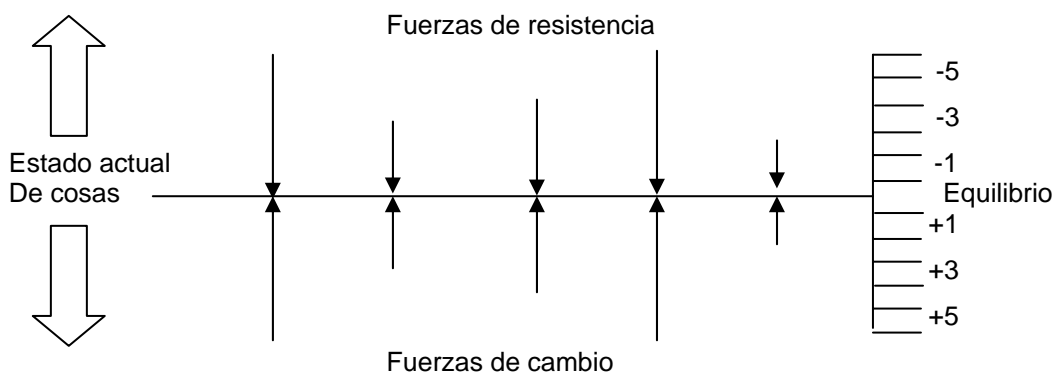 Fuerzas de resistencia
-5
-3
-1
Estado actual
De cosas
Equilibrio
+1
+3
+5
Fuerzas de cambio